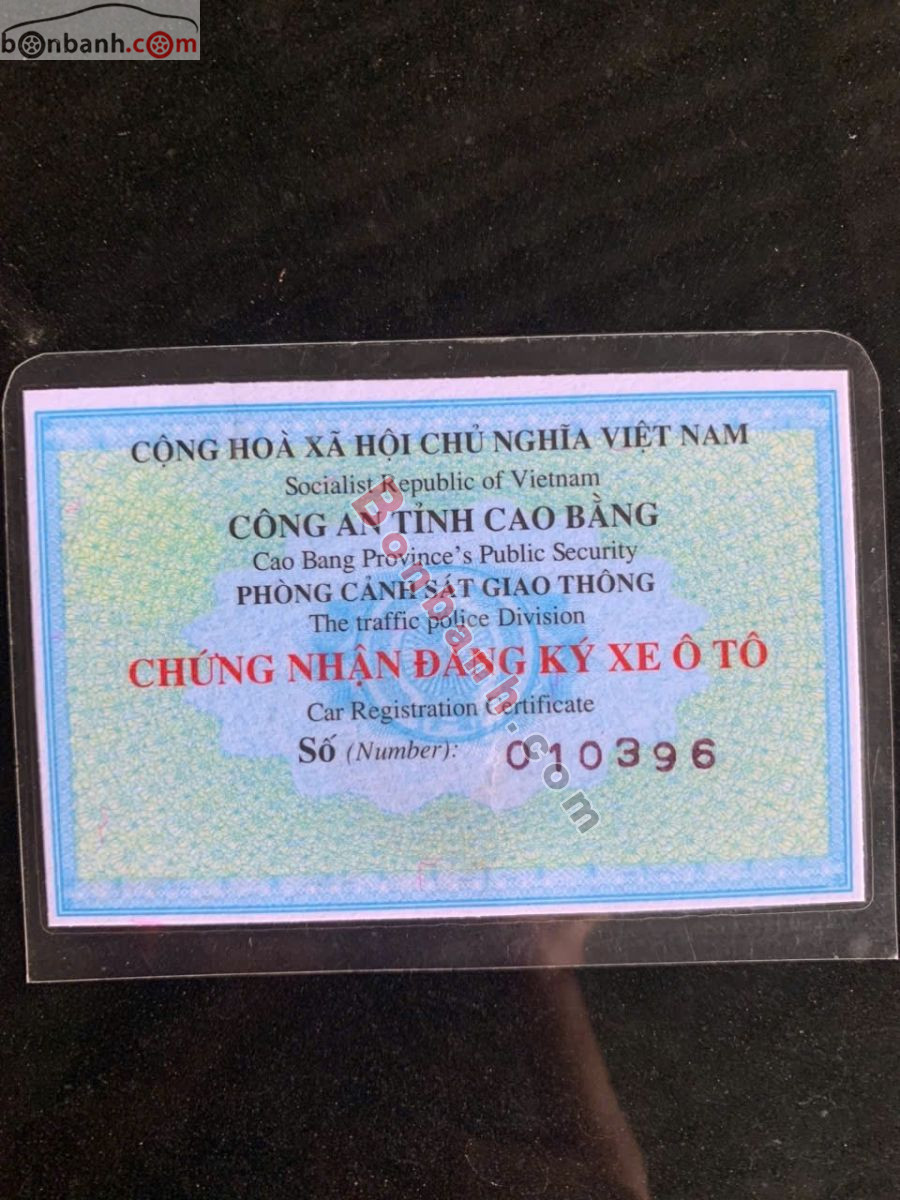 bonbanh.com
CỘNG HOÀ XÃ HỘI CHỦ NGHĨA VIỆT NAM
Socialist Republic of Vietnam
CÔNG AN TỈNH CAO BẰNG
Cao Bang Province's Public Security
PHÒNG CẢNH SÁT GIAO THÔNG
The traffic police Division
CHỨNG NHẬN ĐĂNG KÝ XE Ô TÔ
Car Registration Certificate
Số (Number): 010396
Bonbanh.com